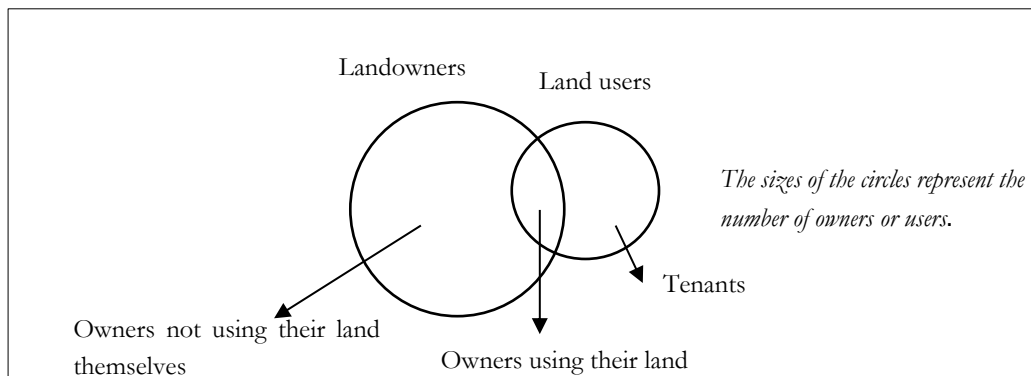 Landowners
Land users
The sizes of the circles represent the
number of owners or users.
Tenants
Owners not using their land
themselves
Owners using their land